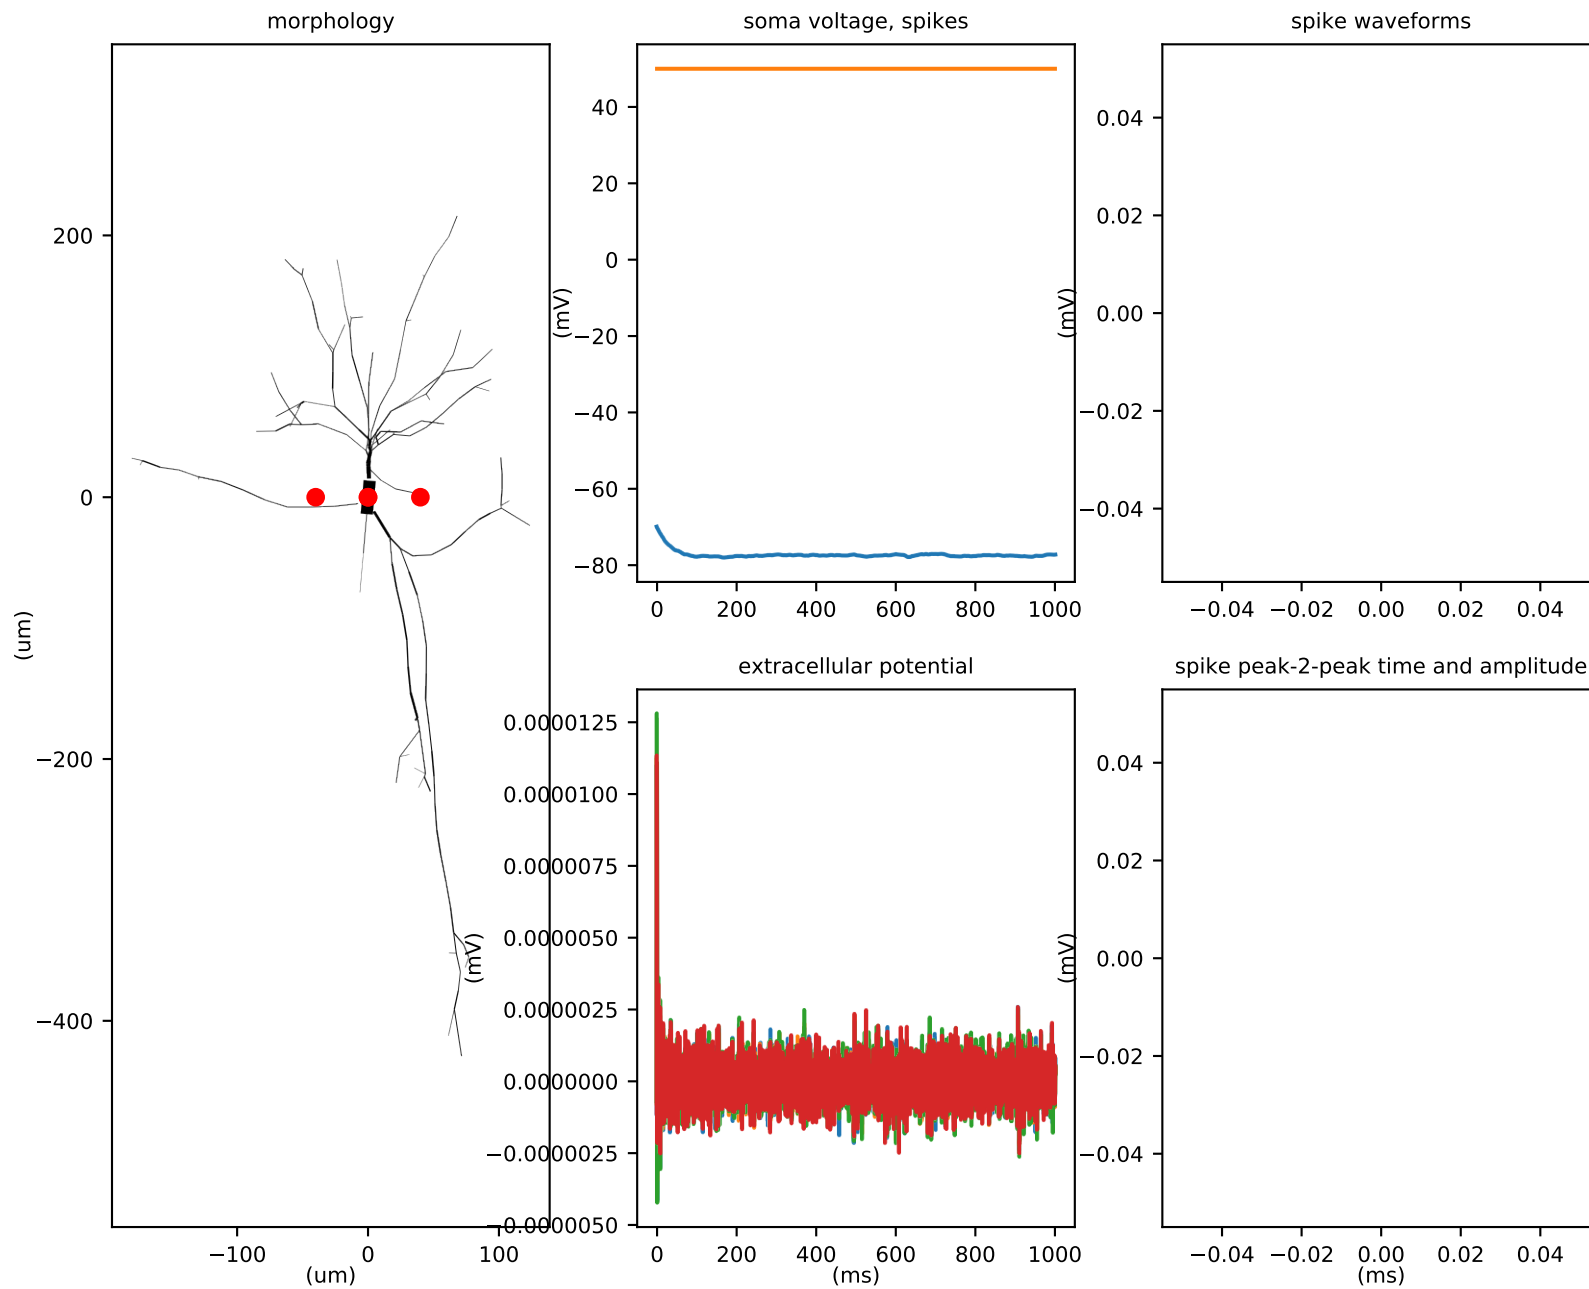 morphology
(um)
200
0
−200
−400
−100 0 100
(um)
soma voltage, spikes
(mV)
40
20
0
−20
−40
−60
−80
0 200 400 600 800 1000
spike waveforms
(mV)
0.04
0.02
0.00
−0.02
−0.04
−0.04 −0.02 0.00 0.02 0.04
extracellular potential
(mV)
0.0000125
0.0000100
0.0000075
0.0000050
0.0000025
0.0000000
−0.0000025
−0.0000050
0 200 400 600 800 1000
(ms)
spike peak-2-peak time and amplitude
(mV)
0.04
0.02
0.00
−0.02
−0.04
−0.04 −0.02 0.00 0.02 0.04
(ms)